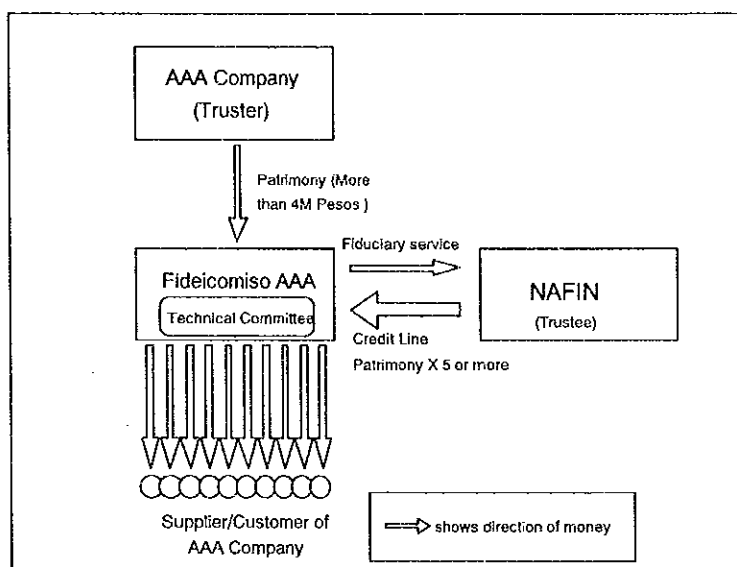 AAA Company
(Truster)
Patrimony (More
than 4M Pesos )
Fiduciary service
Fideicomiso AAA
Technical Committee
NAFIN
(Trustee)
Credit Line
Patrimony X 5 or more
Supplier/Customer of
AAA Company
shows direction of money